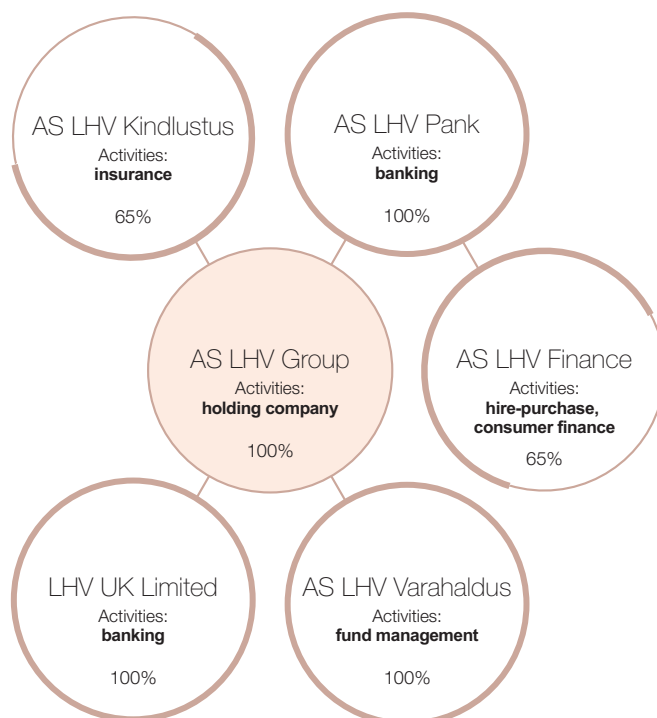 AS LHV Kindlustus
Activities:
insurance
65%
AS LHV Pank
Activities:
banking
100%
AS LHV Group
Activities:
holding company
100%
AS LHV Finance
Activities:
hire-purchase,
consumer finance
65%
LHV UK Limited
Activities:
banking
100%
AS LHV Varahaldus
Activities:
fund management
100%